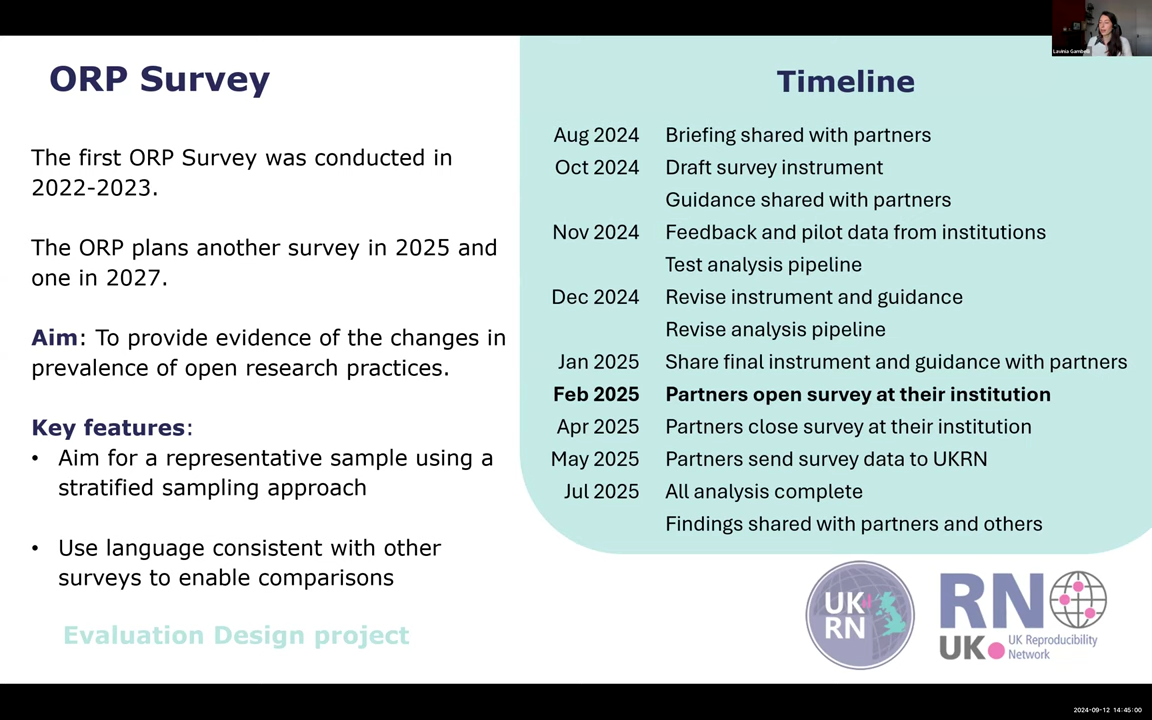 ORP Survey
The first ORP Survey was conducted in
2022-2023.
The ORP plans another survey in 2025 and
one in 2027.
Aim: To provide evidence of the changes in
prevalence of open research practices.
Key features:
• Aim for a representative sample using a
stratified sampling approach
• Use language consistent with other
surveys to enable comparisons
Evaluation Design project
Timeline
Aug 2024 Briefing shared with partners
Oct 2024 Draft survey instrument
Guidance shared with partners
Nov 2024 Feedback and pilot data from institutions
Test analysis pipeline
Dec 2024 Revise instrument and guidance
Revise analysis pipeline
Jan 2025 Share final instrument and guidance with partners
Feb 2025 Partners open survey at their institution
Apr 2025 Partners close survey at their institution
May 2025 Partners send survey data to UKRN
Jul 2025 All analysis complete
Findings shared with partners and others
UK
RN
RN
UK
UK Reproducibility
Network
Lavinia
2024-09-12 14:45:00